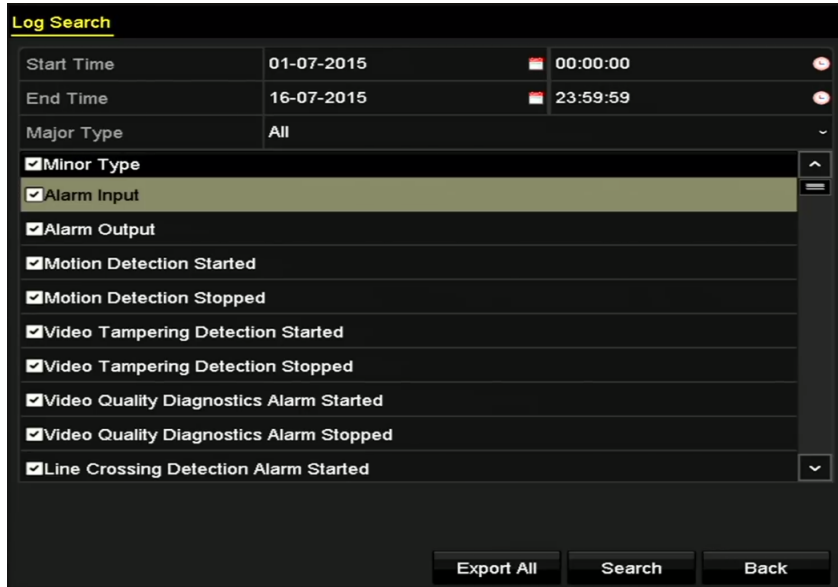 Log Search
Start Time 01-07-2015 00:00:00
End Time 16-07-2015 23:59:59
Major Type All
Minor Type
Alarm Input
Alarm Output
Motion Detection Started
Motion Detection Stopped
Video Tampering Detection Started
Video Tampering Detection Stopped
Video Quality Diagnostics Alarm Started
Video Quality Diagnostics Alarm Stopped
Line Crossing Detection Alarm Started
Export All Search Back